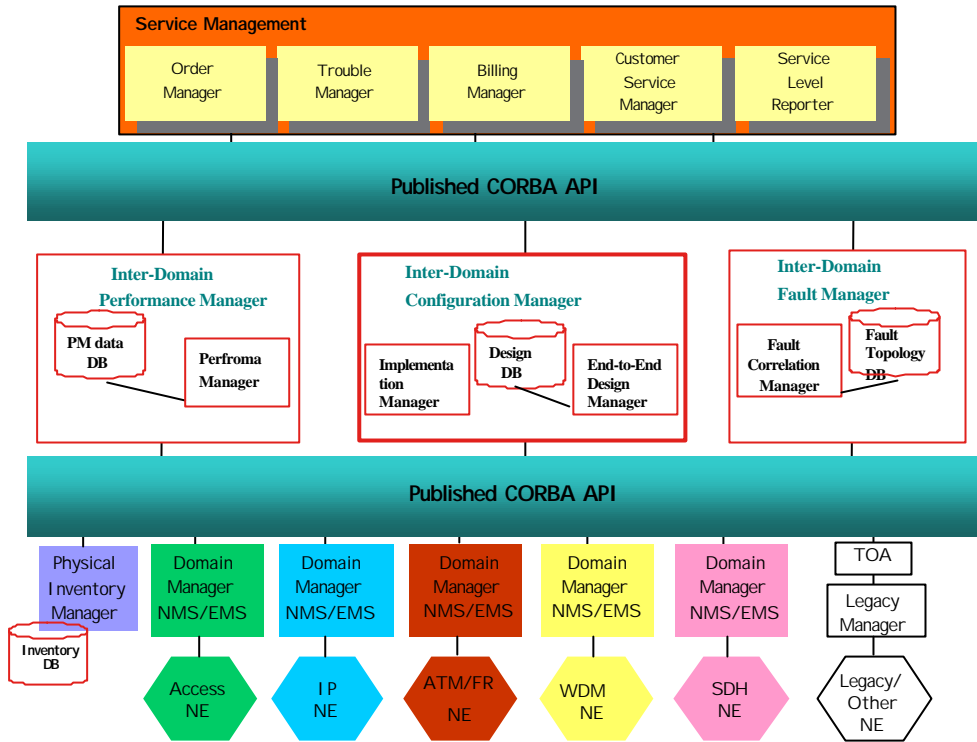 Service Management
Order
Manager
Trouble
Manager
Billing
Manager
Customer
Service
Manager
Service
Level
Reporter
Published CORBA API
Inter-Domain
Performance Manager
PM data
DB
Perfroma
Manager
Inter-Domain
Configuration Manager
Implementa
tion
Manager
Design
DB
End-to-End
Design
Manager
Inter-Domain
Fault Manager
Fault
Correlation
Manager
Fault
Topology
DB
Published CORBA API
Physical
Inventory
Manager
Inventory
DB
Domain
Manager
NMS/EMS
Access
NE
Domain
Manager
NMS/EMS
IP
NE
Domain
Manager
NMS/EMS
ATM/FR
NE
Domain
Manager
NMS/EMS
WDM
NE
Domain
Manager
NMS/EMS
SDH
NE
TOA
Legacy
Manager
Legacy/
Other
NE